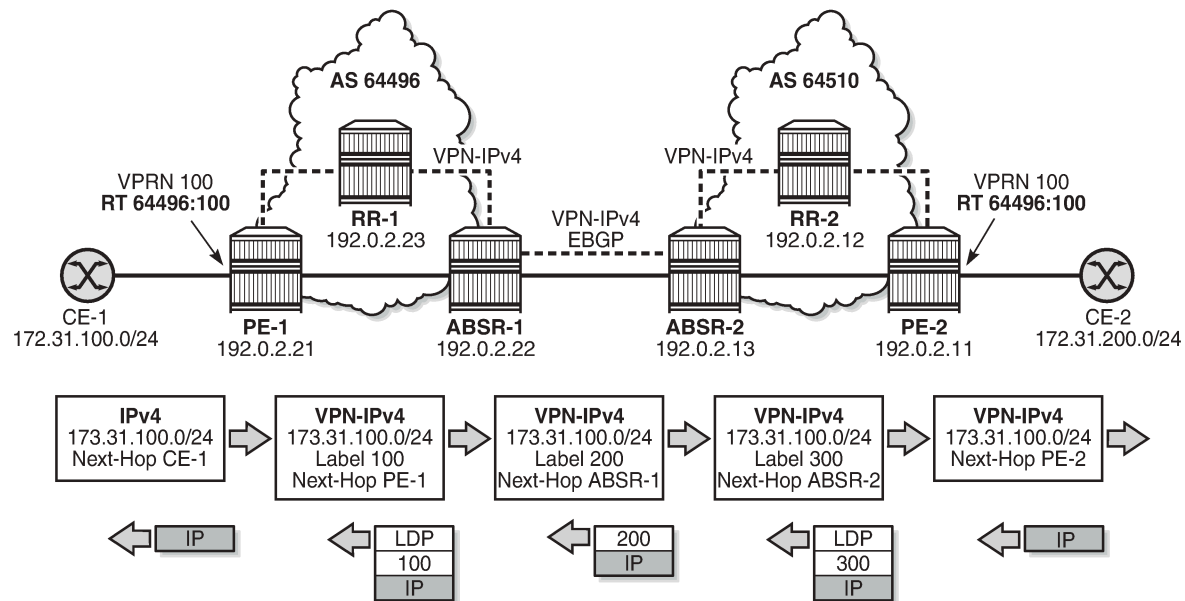 AS 64496
AS 64510
VPN-IPv4
VPN-IPv4
VPRN 100
RT 64496:100
RR-1
192.0.2.23
VPN-IPv4
EBGP
RR-2
192.0.2.12
VPRN 100
RT 64496:100
CE-1
172.31.100.0/24
PE-1
192.0.2.21
ABSR-1
192.0.2.22
ABSR-2
192.0.2.13
PE-2
192.0.2.11
CE-2
172.31.200.0/24
IPv4
173.31.100.0/24
Next-Hop CE-1
VPN-IPv4
173.31.100.0/24
Label 100
Next-Hop PE-1
VPN-IPv4
173.31.100.0/24
Label 200
Next-Hop ABSR-1
VPN-IPv4
173.31.100.0/24
Label 300
Next-Hop ABSR-2
VPN-IPv4
173.31.100.0/24
Next-Hop PE-2
IP
LDP
100
IP
200
IP
LDP
300
IP
IP